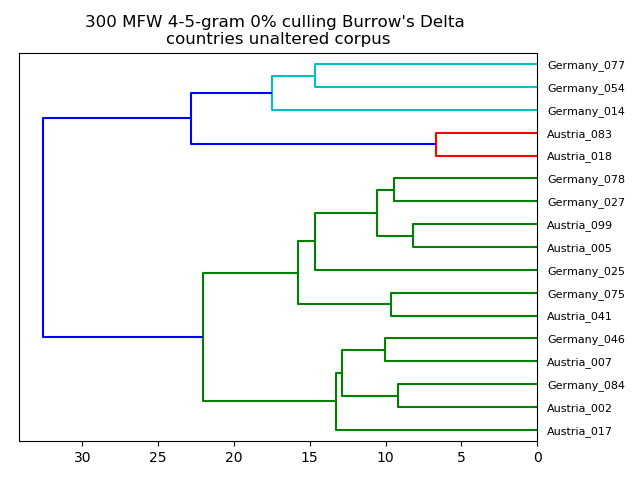 300 MFW 4-5-gram 0% culling Burrow's Delta
countries unaltered corpus
Germany_077
Germany_054
Germany_014
Austria_083
Austria_018
Germany_078
Germany_027
Austria_099
Austria_005
Germany_025
Germany_075
Austria_041
Germany_046
Austria_007
Germany_084
Austria_002
Austria_017
30 25 20 15 10 5 0